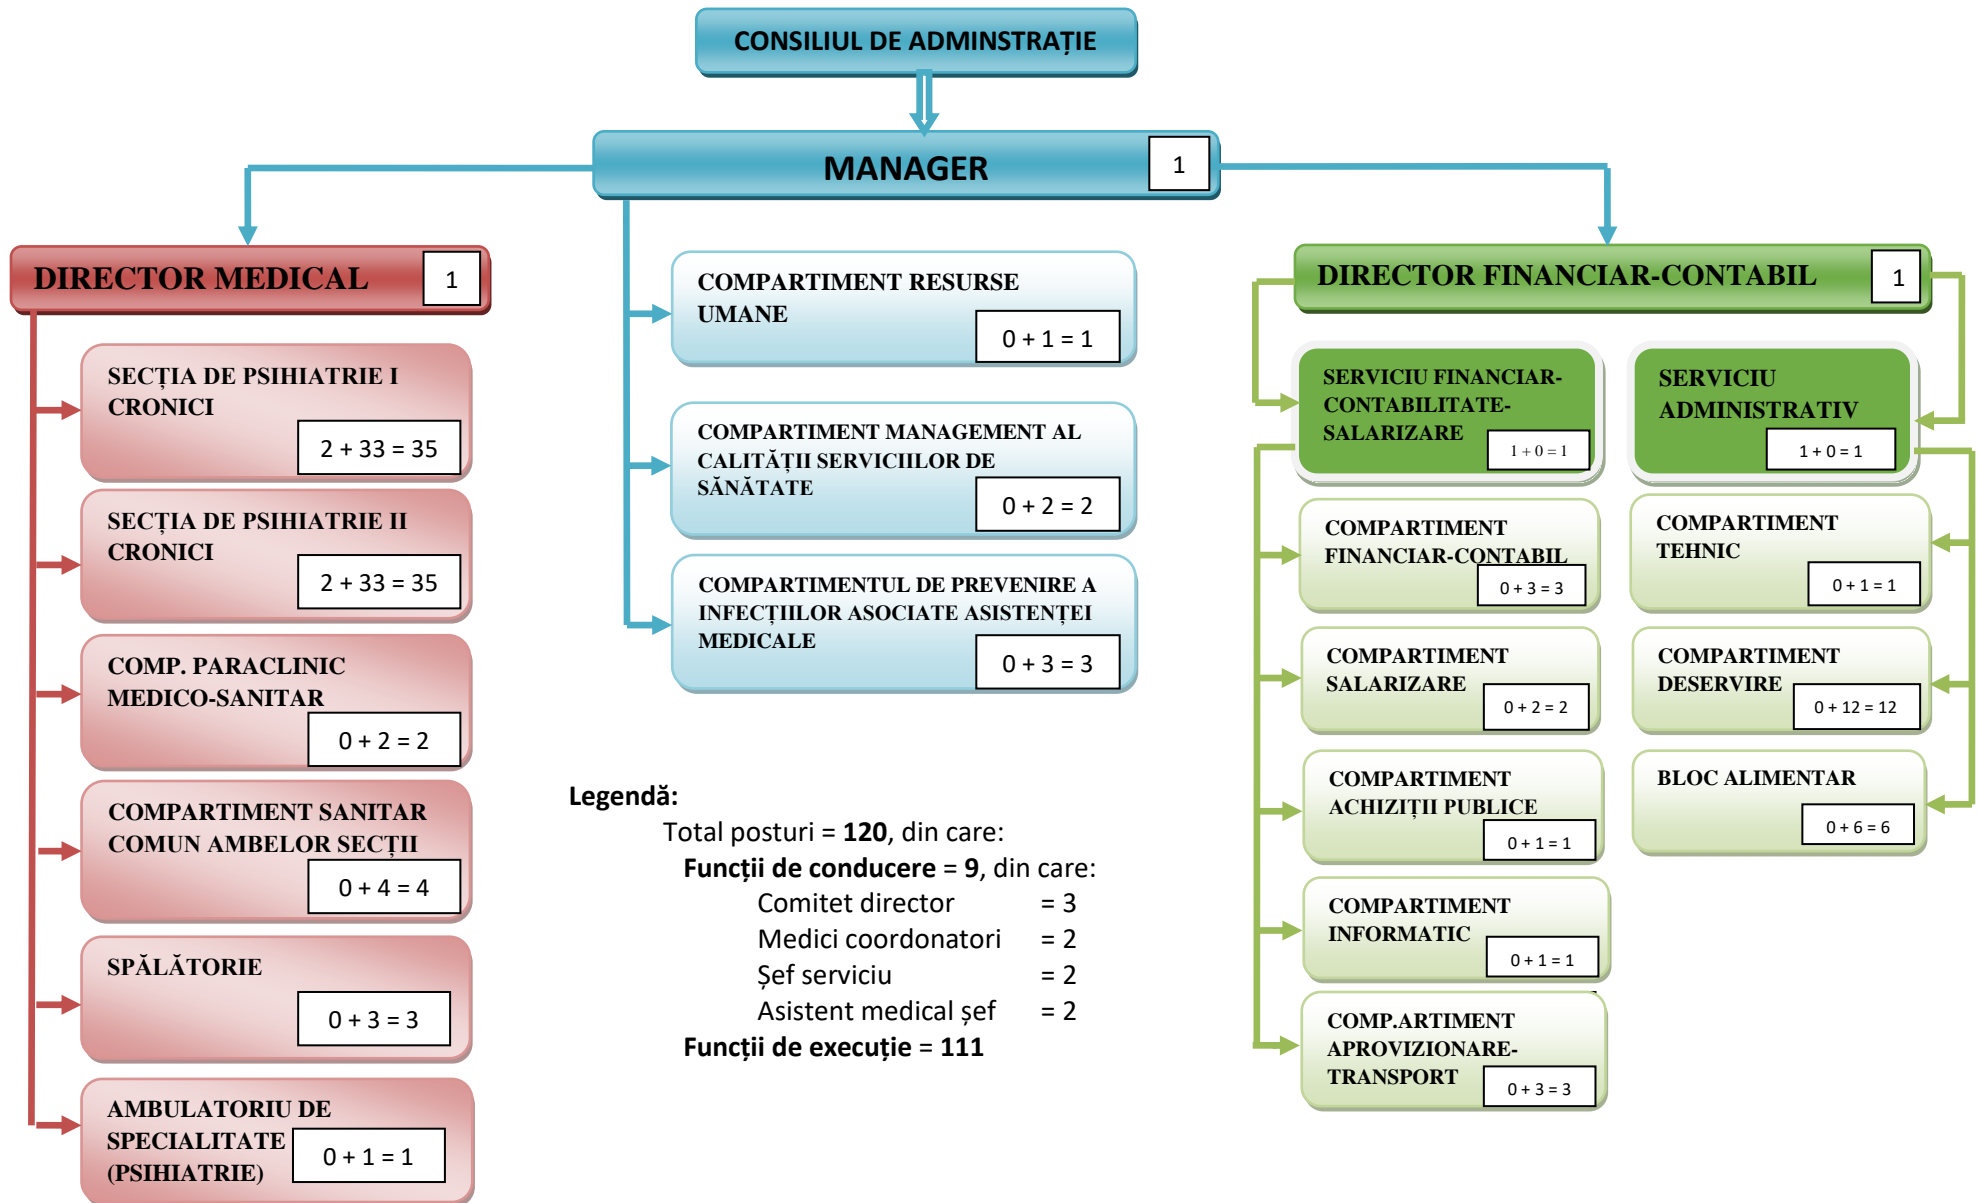 CONSILIUL DE ADMINSTRAȚIE
MANAGER
1
DIRECTOR MEDICAL
1
SECȚIA DE PSIHIATRIE I
CRONICI
2 + 33 = 35
SECȚIA DE PSIHIATRIE II
CRONICI
2 + 33 = 35
COMP. PARACLINIC
MEDICO-SANITAR
0 + 2 = 2
COMPARTIMENT SANITAR
COMUN AMBELOR SECȚII
0 + 4 = 4
SPĂLĂTORIE
0 + 3 = 3
AMBULATORIU DE
SPECIALITATE
(PSIHIATRIE)
0 + 1 = 1
COMPARTIMENT RESURSE
UMANE
0 + 1 = 1
COMPARTIMENT MANAGEMENT AL
CALITĂȚII SERVICIILOR DE
SĂNĂTATE
0 + 2 = 2
COMPARTIMENTUL DE PREVENIRE A
INFECȚIILOR ASOCIATE ASISTENȚEI
MEDICALE
0 + 3 = 3
Legendă:
Total posturi = 120, din care:
Funcții de conducere = 9, din care:
Comitet director = 3
Medici coordonatori = 2
Șef serviciu = 2
Asistent medical șef = 2
Funcții de execuție = 111
DIRECTOR FINANCIAR-CONTABIL
1
SERVICIU FINANCIAR-
CONTABILITATE-
SALARIZARE
1 + 0 = 1
COMPARTIMENT
FINANCIAR-CONTABIL
0 + 3 = 3
COMPARTIMENT
SALARIZARE
0 + 2 = 2
COMPARTIMENT
ACHIZIȚII PUBLICE
0 + 1 = 1
COMPARTIMENT
INFORMATIC
0 + 1 = 1
COMP.ARTIMENT
APROVIZIONARE-
TRANSPORT
0 + 3 = 3
SERVICIU
ADMINISTRATIV
1 + 0 = 1
COMPARTIMENT
TEHNIC
0 + 1 = 1
COMPARTIMENT
DESERVIRE
0 + 12 = 12
BLOC ALIMENTAR
0 + 6 = 6